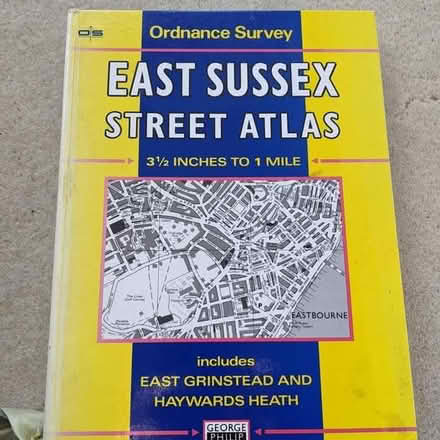 OS
Ordnance Survey
EAST SUSSEX
STREET ATLAS
3½ INCHES TO 1 MILE
EASTBOURNE
includes
EAST GRINSTEAD AND
HAYWARDS HEATH
GEORGE
PHILIP